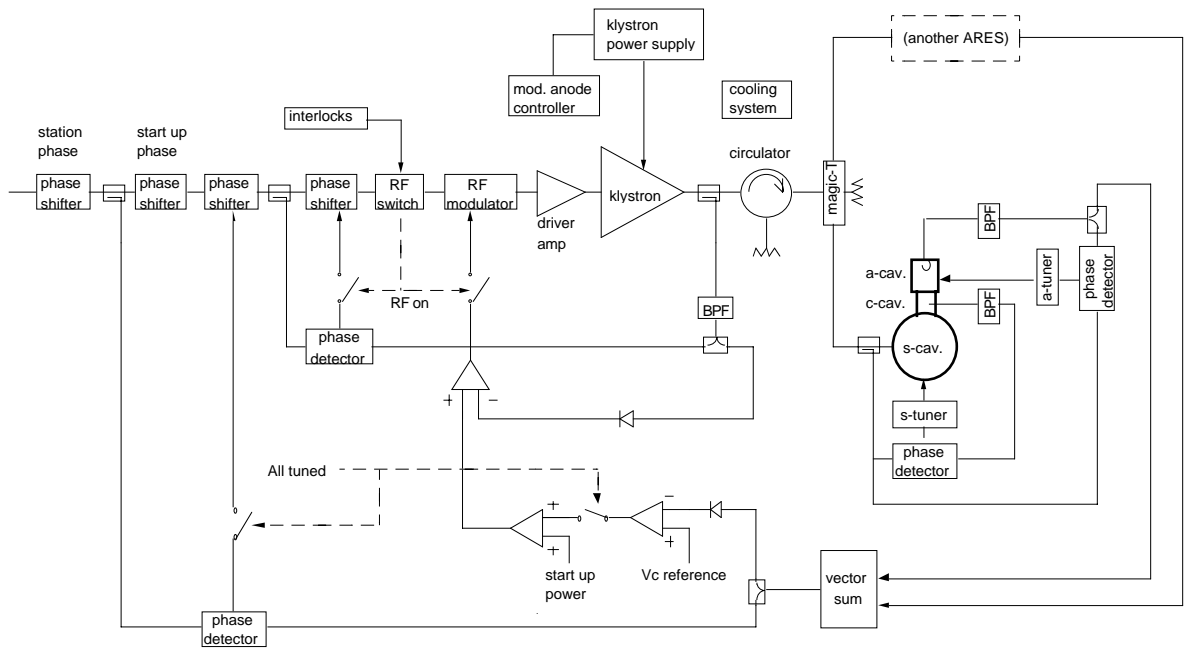 klystron
power supply
(another ARES)
mod. anode
controller
cooling
system
interlocks
station
phase
start up
phase
circulator
phase
shifter
phase
shifter
phase
shifter
phase
shifter
RF
switch
RF
modulator
driver
amp
klystron
magic-T
BPF
a-cav.
a-tuner
phase
detector
c-cav.
BPF
RF on
BPF
phase
detector
s-cav.
+
−
s-tuner
phase
detector
All tuned
+
+
−
+
start up
power
Vc reference
vector
sum
phase
detector